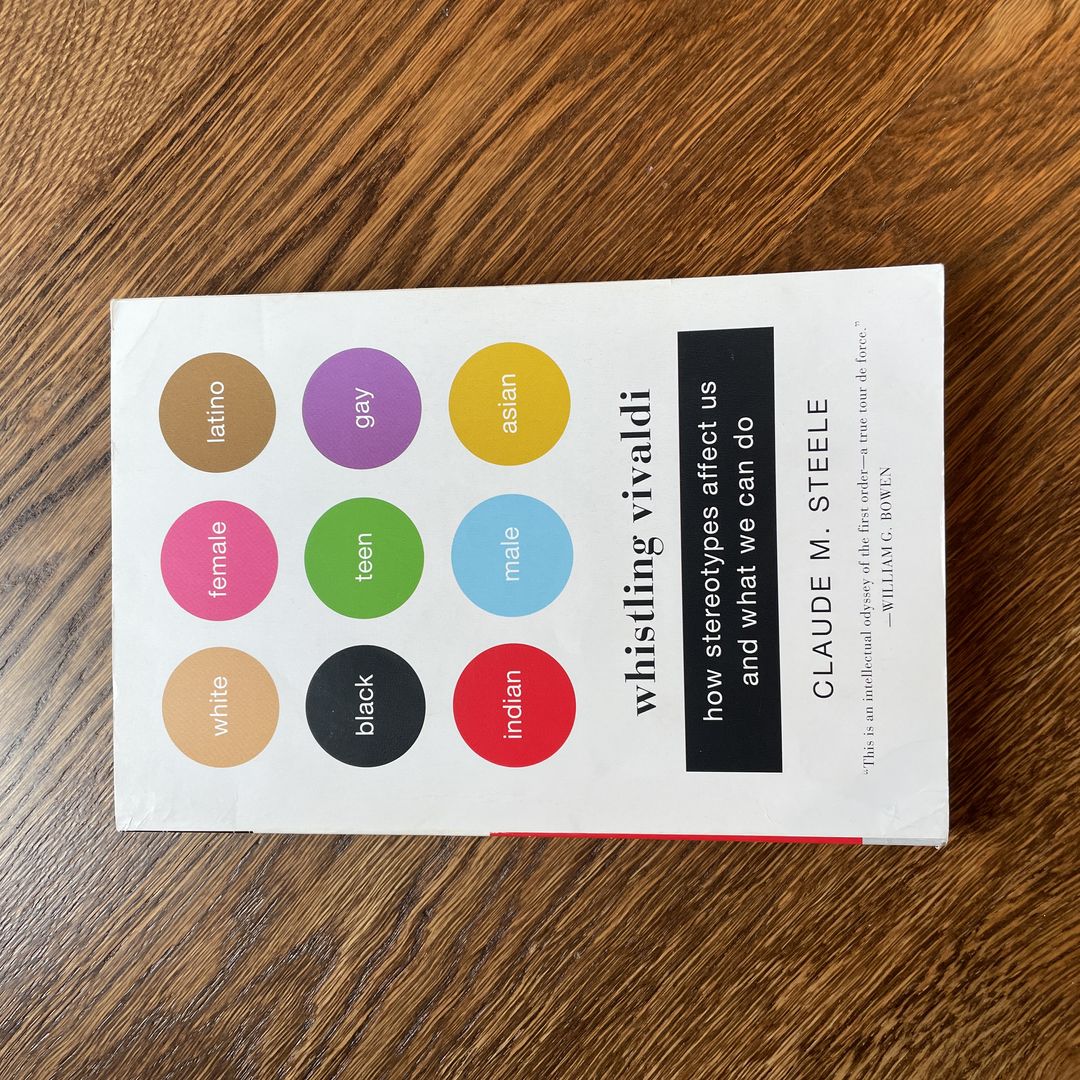 white female latino
black teen gay
indian male asian
whistling vivaldi
how stereotypes affect us
and what we can do
CLAUDE M. STEELE
“This is an intellectual odyssey of the first order—a true tour de force.”
—WILLIAM G. BOWEN